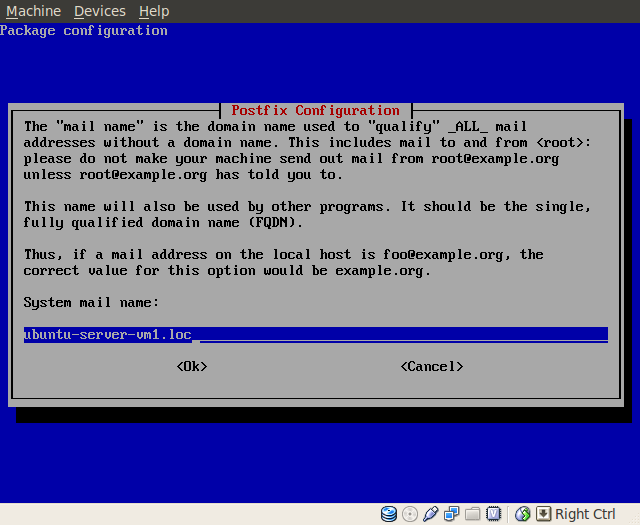 Machine Devices Help
Package configuration
Postfix Configuration
The "mail name" is the domain name used to "qualify" _ALL_ mail
addresses without a domain name. This includes mail to and from <root>:
please do not make your machine send out mail from root@example.org
unless root@example.org has told you to.
This name will also be used by other programs. It should be the single,
fully qualified domain name (FQDN).
Thus, if a mail address on the local host is foo@example.org, the
correct value for this option would be example.org.
System mail name:
ubuntu-server-vm1.loc
<Ok> <Cancel>
Right Ctrl